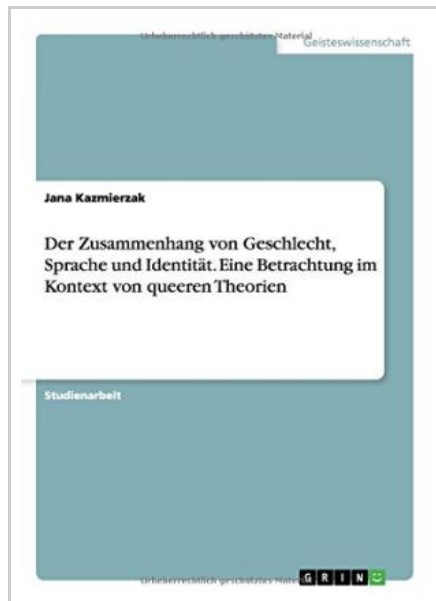 Urheberrechtlich geschütztes Material
Geisteswissenschaft
Jana Kazmierzak
Der Zusammenhang von Geschlecht,
Sprache und Identität. Eine Betrachtung im
Kontext von queeren Theorien
Studienarbeit
Urheberrechtlich geschütztes Material
GRIN